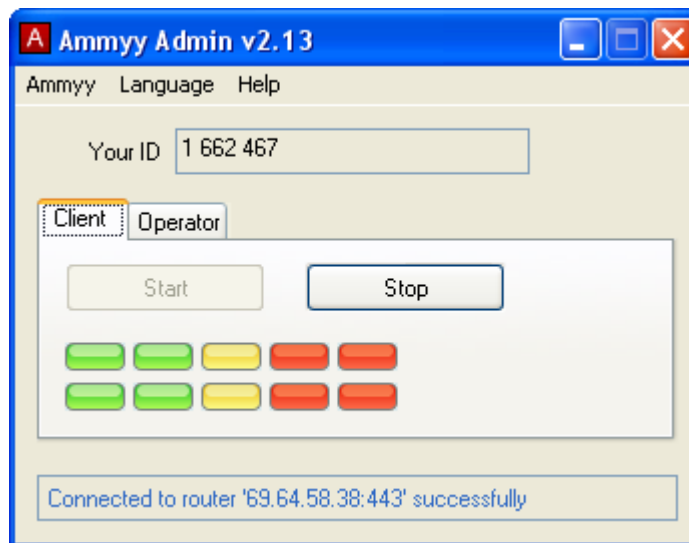 A Ammyy Admin v2.13
Ammyy Language Help
Your ID 1 662 467
Client Operator
Start Stop
Connected to router '69.64.58.38:443' successfully